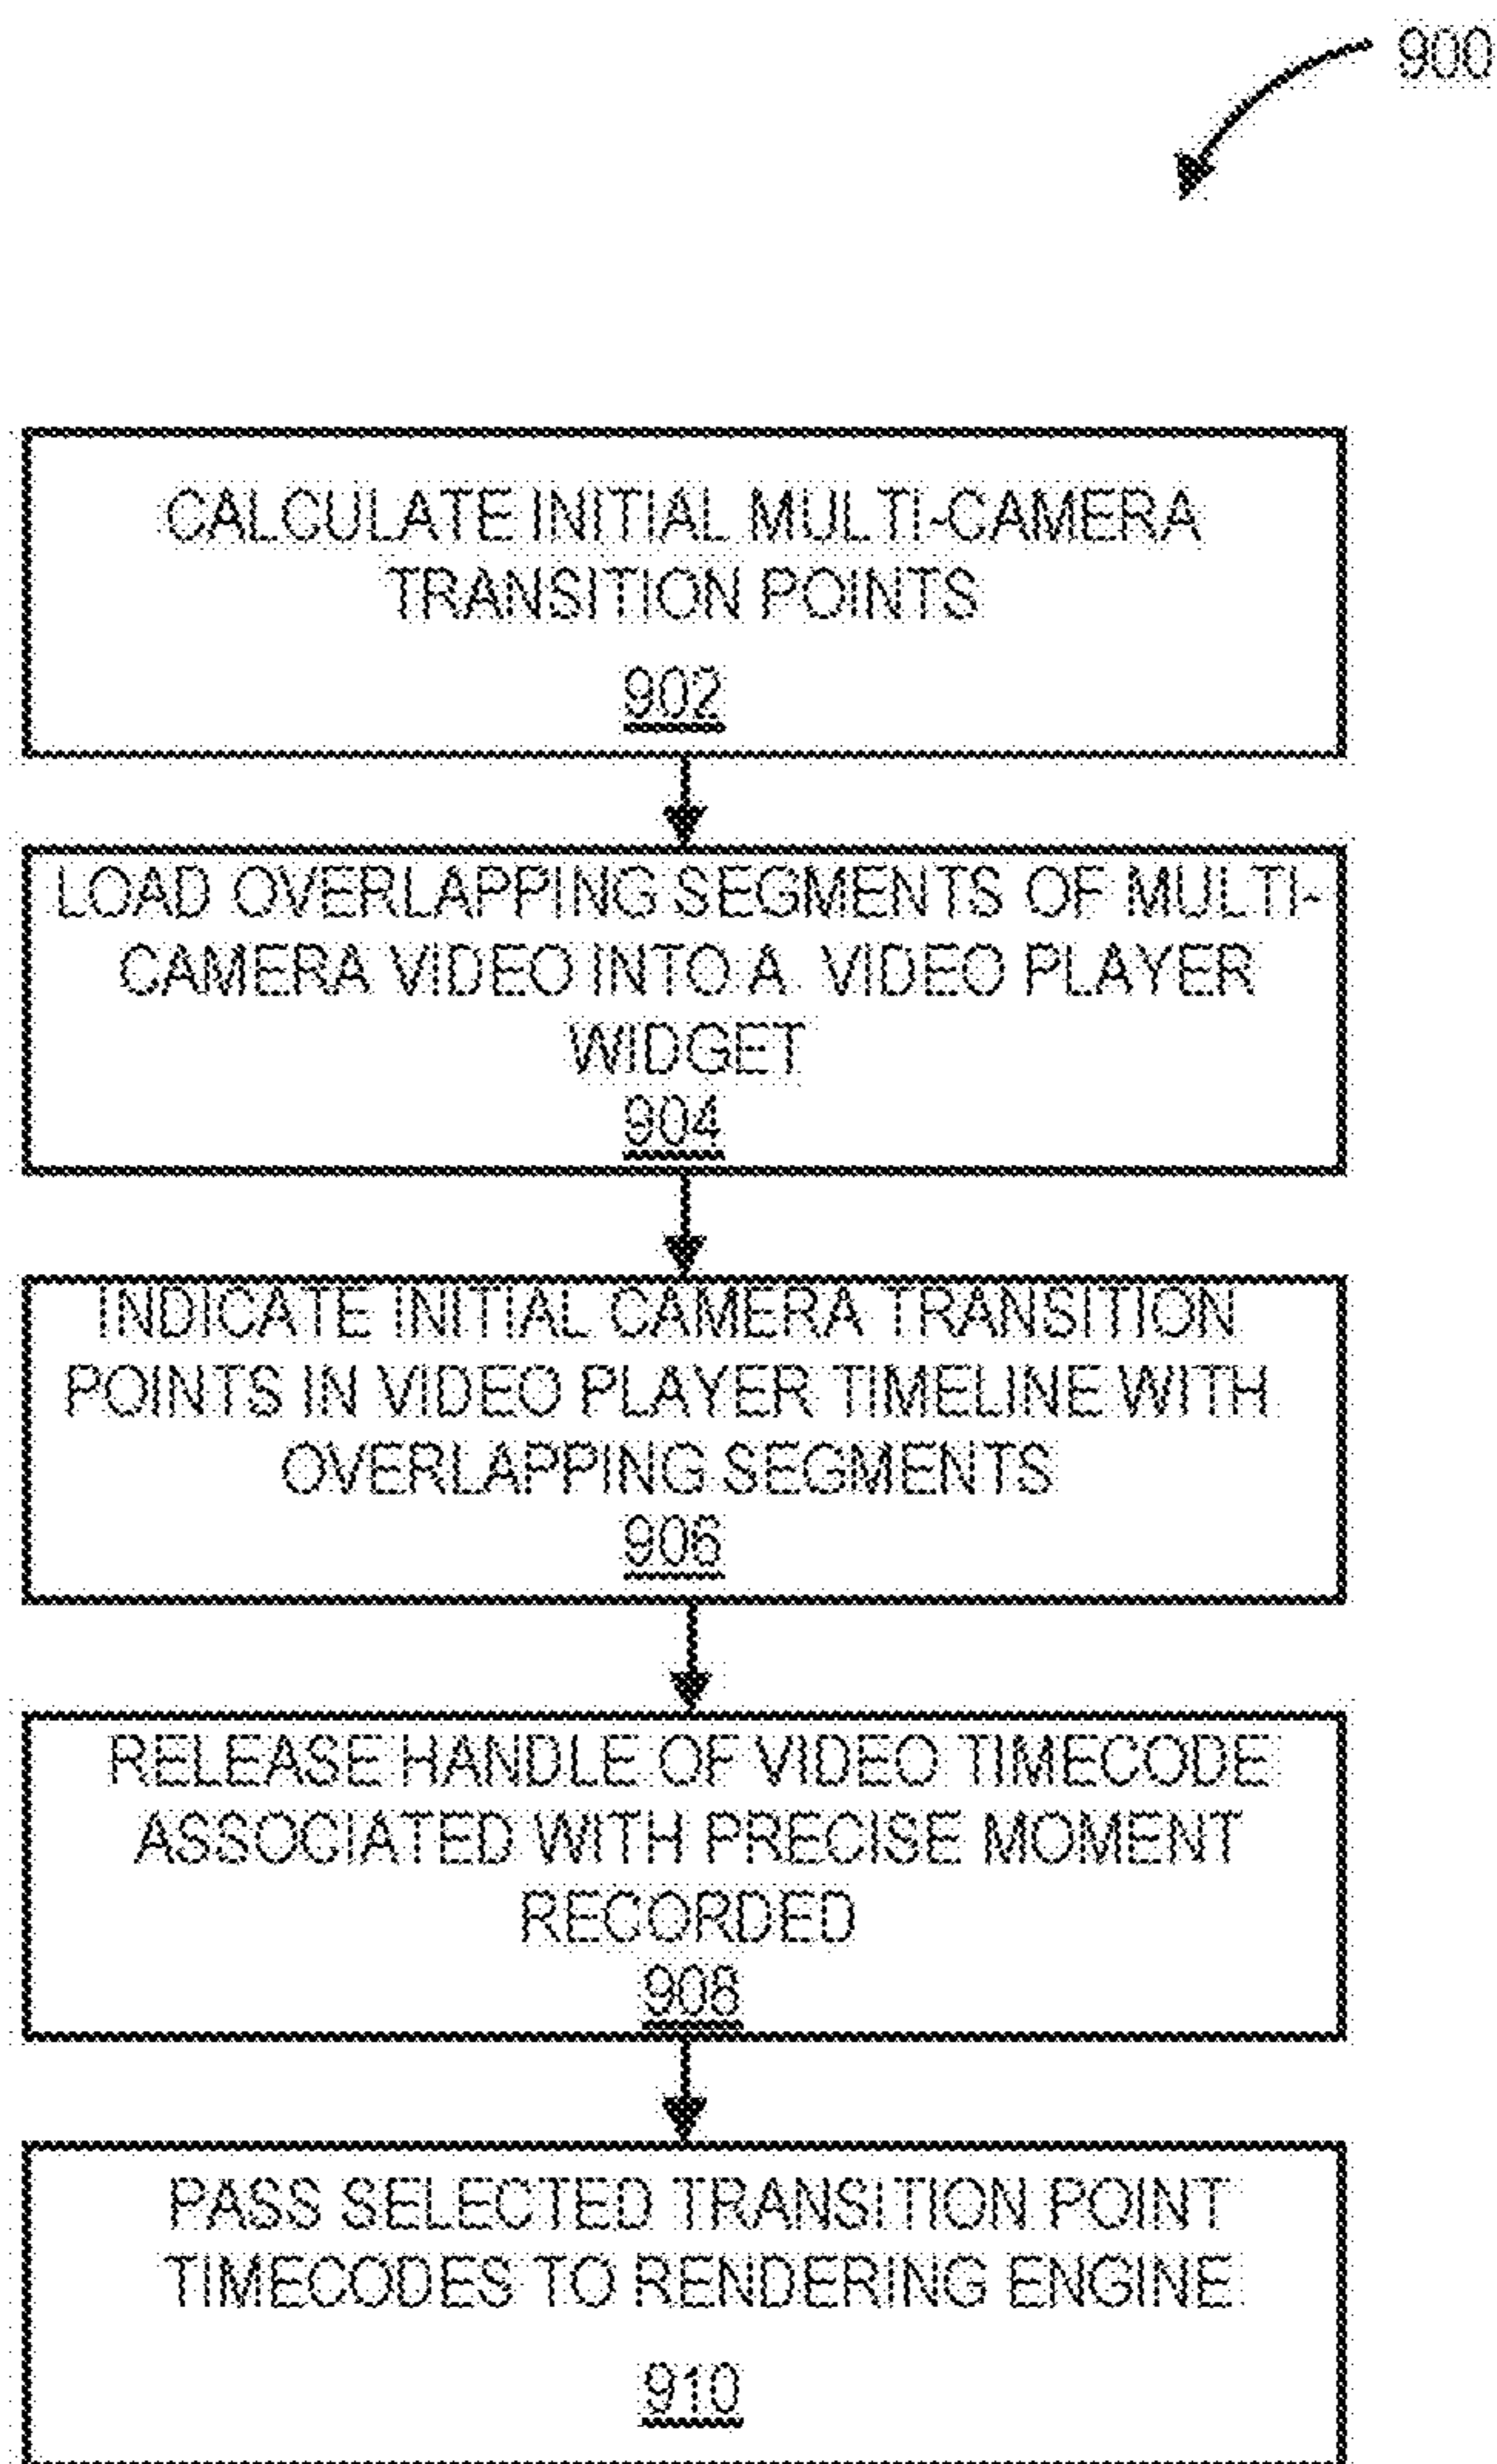 900
CALCULATE INITIAL MULTI-CAMERA
TRANSITION POINTS
902
LOAD OVERLAPPING SEGMENTS OF MULTI-
CAMERA VIDEO INTO A VIDEO PLAYER
WIDGET
904
INDICATE INITIAL CAMERA TRANSITION
POINTS IN VIDEO PLAYER TIMELINE WITH
OVERLAPPING SEGMENTS
906
RELEASE HANDLE OF VIDEO TIMECODE
ASSOCIATED WITH PRECISE MOMENT
RECORDED
908
PASS SELECTED TRANSITION POINT
TIMECODES TO RENDERING ENGINE
910